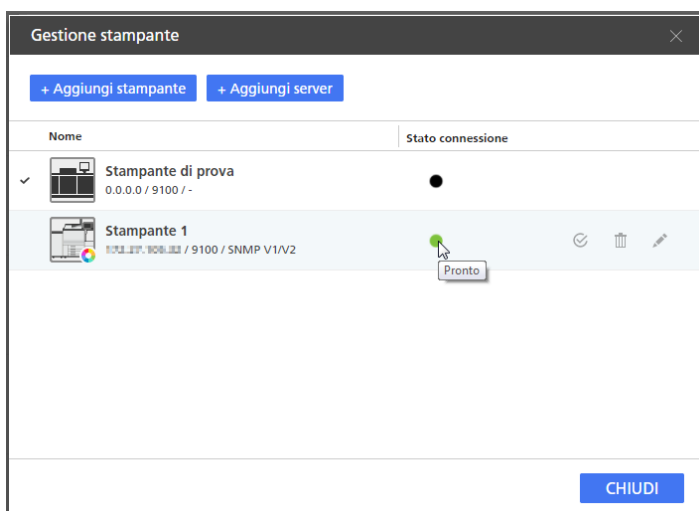 Gestione stampante
+ Aggiungi stampante + Aggiungi server
Nome Stato connessione
Stampante di prova
0.0.0.0 / 9100 / -
Stampante 1
/ 9100 / SNMP V1/V2
Pronto
CHIUDI